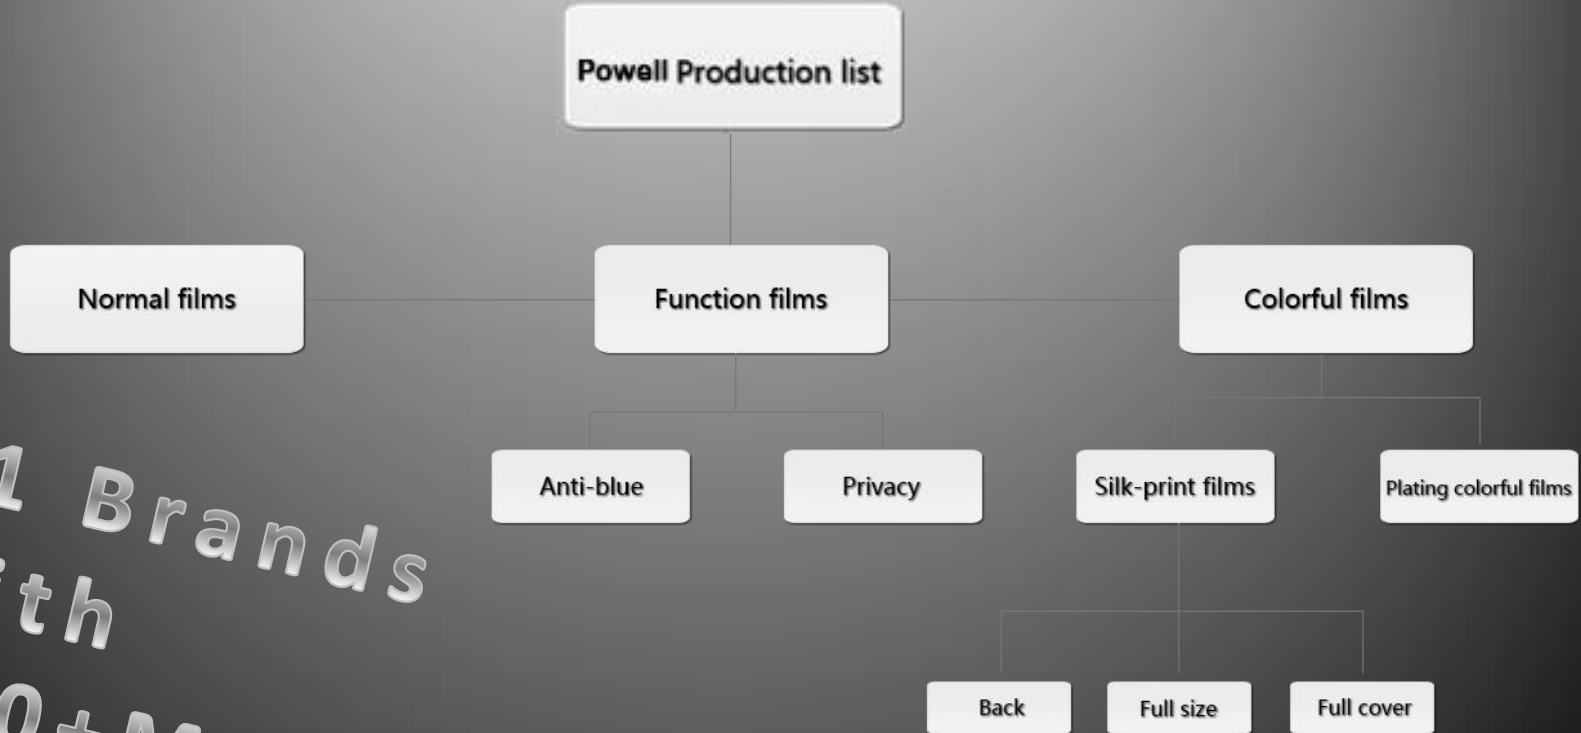 Powell Production list
Normal films
Function films
Colorful films
Anti-blue
Privacy
Silk-print films
Plating colorful films
1 Brands
Back
Full size
Full cover